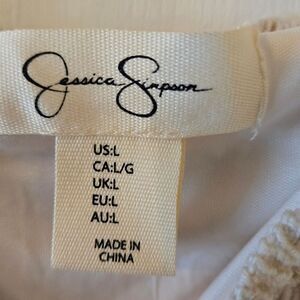 Jessica Simpson
US:L
CA:L/G
UK:L
EU:L
AU:L
MADE IN
CHINA